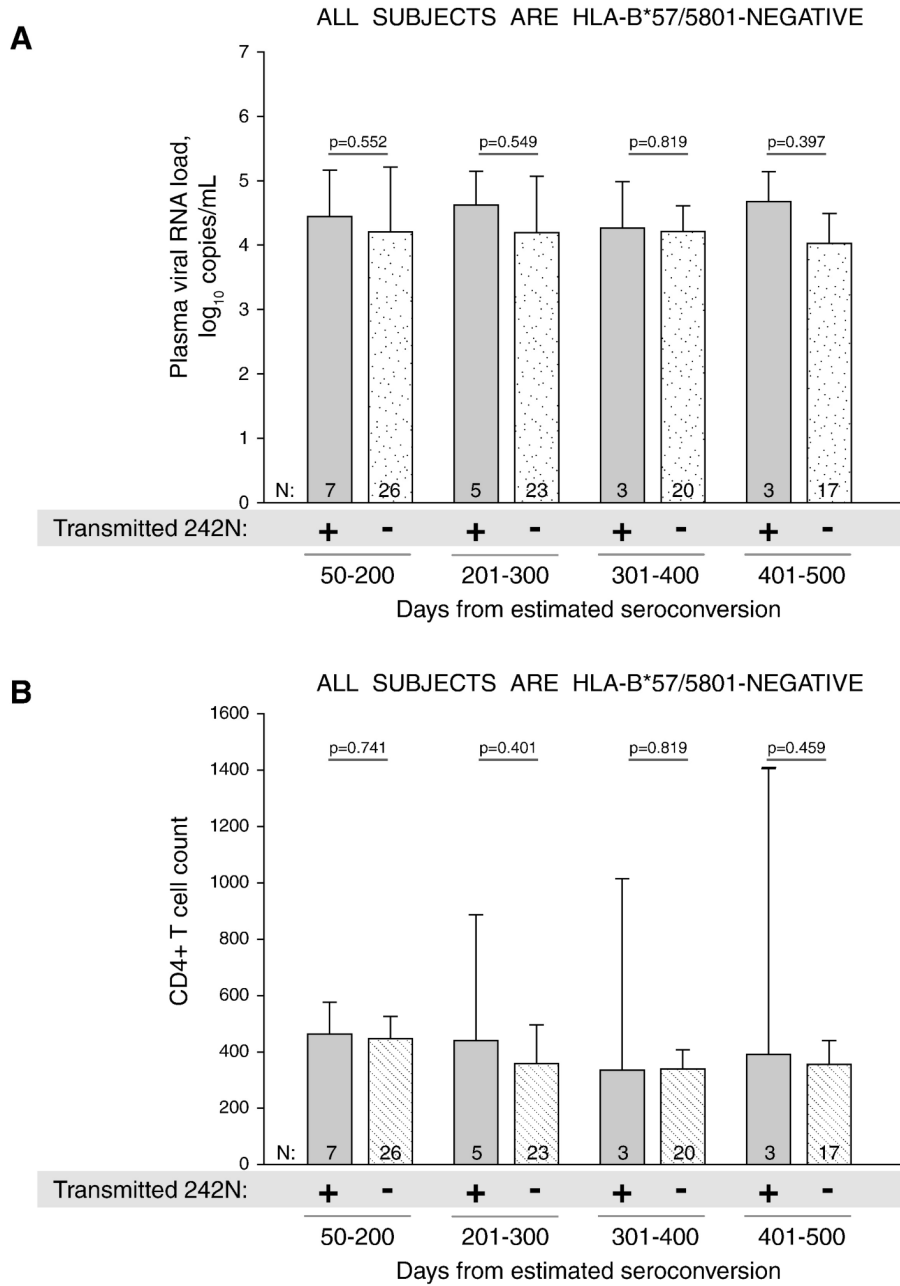 A
ALL SUBJECTS ARE HLA-B*57/5801-NEGATIVE
Plasma viral RNA load,
log10 copies/mL
7
6
5
4
3
2
1
0
p=0.552 p=0.549 p=0.819 p=0.397
N: 7 26 5 23 3 20 3 17
Transmitted 242N: + - + - + - + -
50-200 201-300 301-400 401-500
Days from estimated seroconversion
B
ALL SUBJECTS ARE HLA-B*57/5801-NEGATIVE
CD4+ T cell count
1600
1400
1200
1000
800
600
400
200
0
p=0.741 p=0.401 p=0.819 p=0.459
N: 7 26 5 23 3 20 3 17
Transmitted 242N: + - + - + - + -
50-200 201-300 301-400 401-500
Days from estimated seroconversion